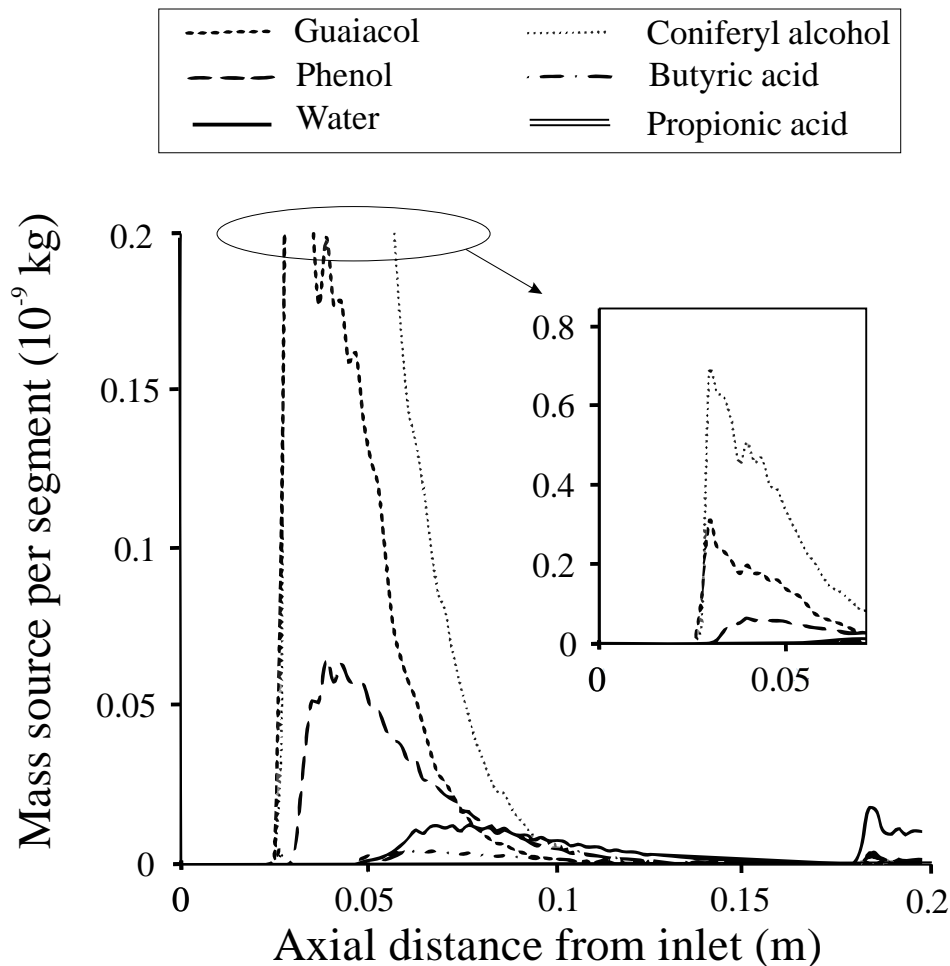 Guaiacol
Coniferyl alcohol
Phenol
Butyric acid
Water
Propionic acid
Mass source per segment (10⁻⁹ kg)
0.2
0.15
0.1
0.05
0
0
0.05
0.1
0.15
0.2
Axial distance from inlet (m)
0.8
0.6
0.4
0.2
0
0
0.05